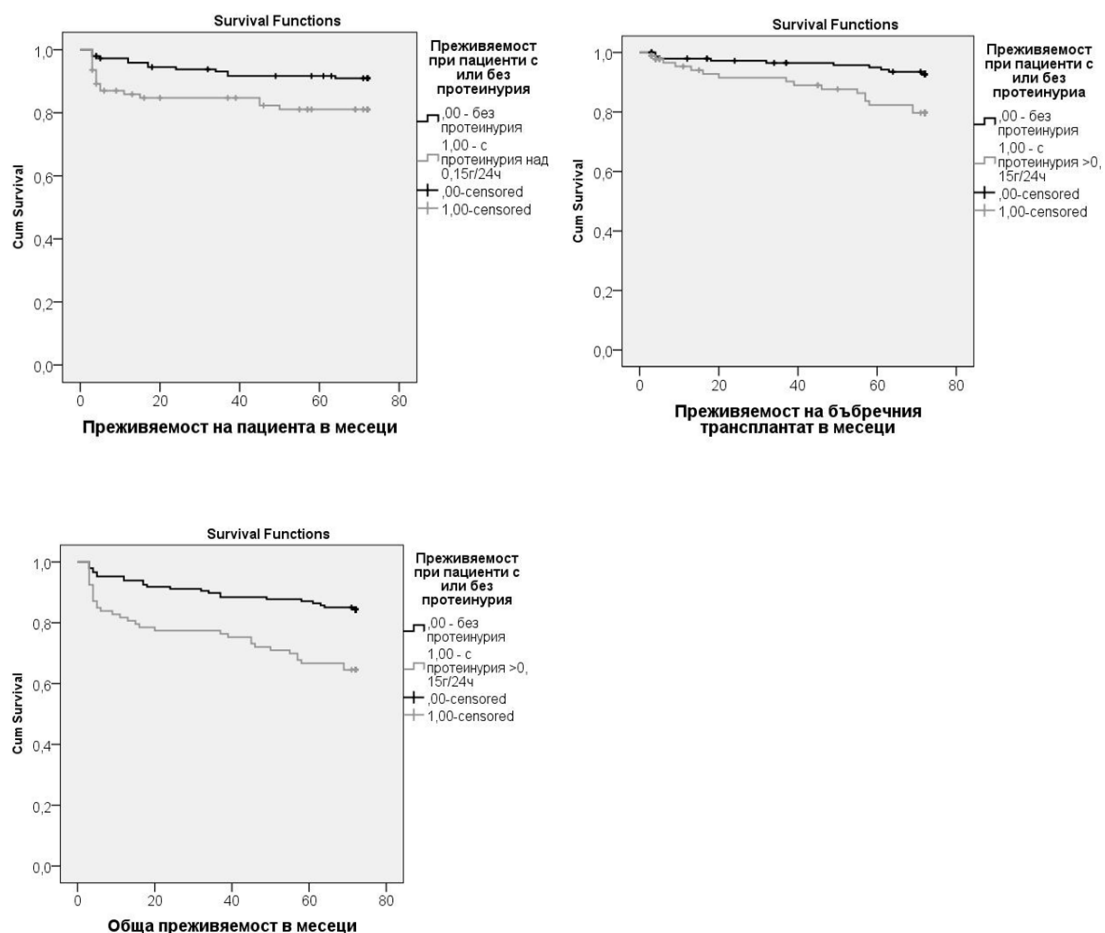 Survival Functions
1,0
0,8
0,6
0,4
0,2
0,0
Cum Survival
0
20
40
60
80
Преживяемост на пациента в месеци
Преживяемост
при пациенти с
или без
протеинурия
,00 - без
протеинурия
1,00 - с
протеинурия над
0,15г/24ч
,00-censored
1,00-censored
Survival Functions
1,0
0,8
0,6
0,4
0,2
0,0
Cum Survival
0
20
40
60
80
Преживяемост на бъбречния
трансплантат в месеци
Преживяемост
при пациенти с
или без
протеинуриа
,00 - без
протеинурия
1,00 - с
протеинурия >0,
15г/24ч
,00-censored
1,00-censored
Survival Functions
1,0
0,8
0,6
0,4
0,2
0,0
Cum Survival
0
20
40
60
80
Обща преживяемост в месеци
Преживяемост
при пациенти с
или без
протеинурия
,00 - без
протеинурия
1,00 - с
протеинурия >0,
15г/24ч
,00-censored
1,00-censored